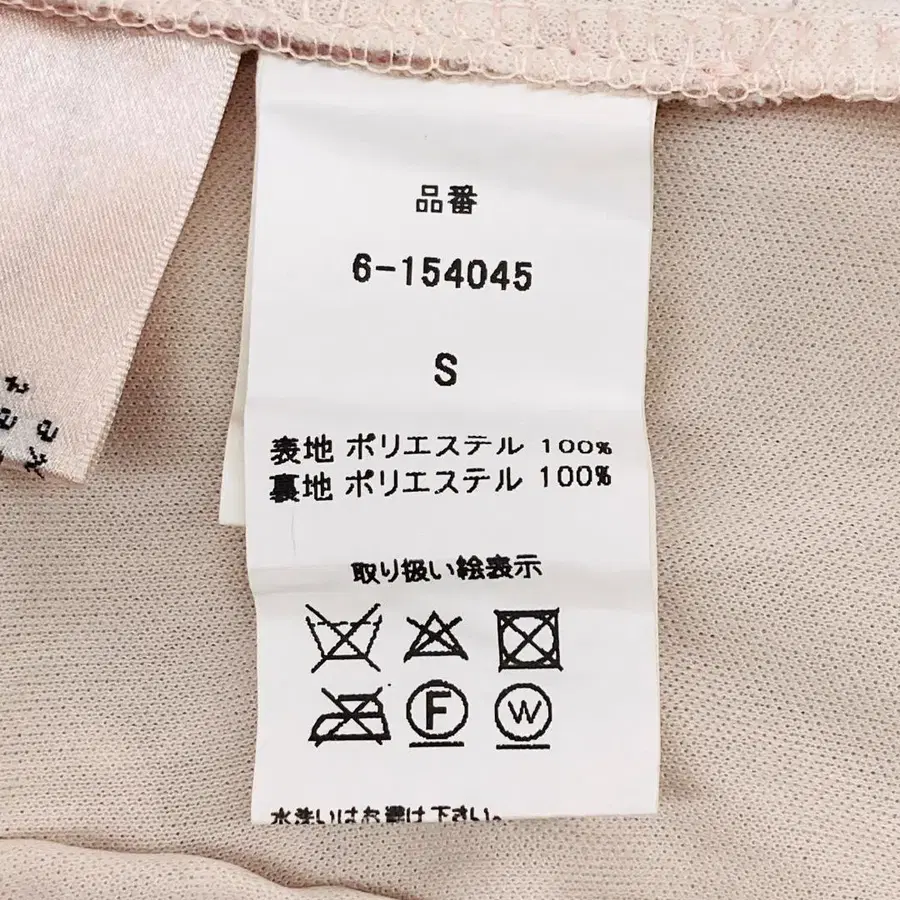 品番
6-154045
S
表地 ポリエステル 100%
裏地 ポリエステル 100%
取り扱い絵表示
F W
水洗いはお避け下さい。